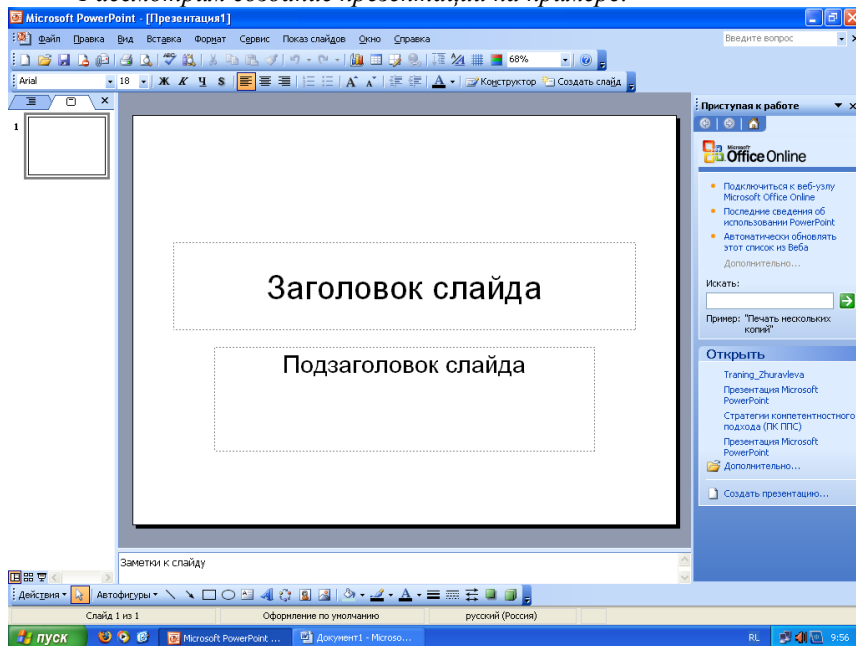 Рассмотрим создание презентации на примере.
Microsoft PowerPoint - [Презентация1]
Файл Правка Вид Вставка Формат Сервис Показ слайдов Окно Справка
Введите вопрос
68%
Arial 18 Ж К Ч S А Конструктор Создать слайд
Приступая к работе
1
Microsoft
Office Online
Подключиться к веб-узлу
Microsoft Office Online
Последние сведения об
использовании PowerPoint
Автоматически обновлять
этот список из Веба
Дополнительно...
Искать:
Пример: "Печать нескольких
копий"
Заголовок слайда
Подзаголовок слайда
Открыть
Traning_Zhuravleva
Презентация Microsoft
PowerPoint
Стратегии компетентностного
подхода (ПК ППС)
Презентация Microsoft
PowerPoint
Дополнительно...
Создать презентацию...
Заметки к слайду
Действия Автофигуры
Слайд 1 из 1 Оформление по умолчанию русский (Россия)
пуск Microsoft PowerPoint ... Документ1 - Microso... RL 9:56